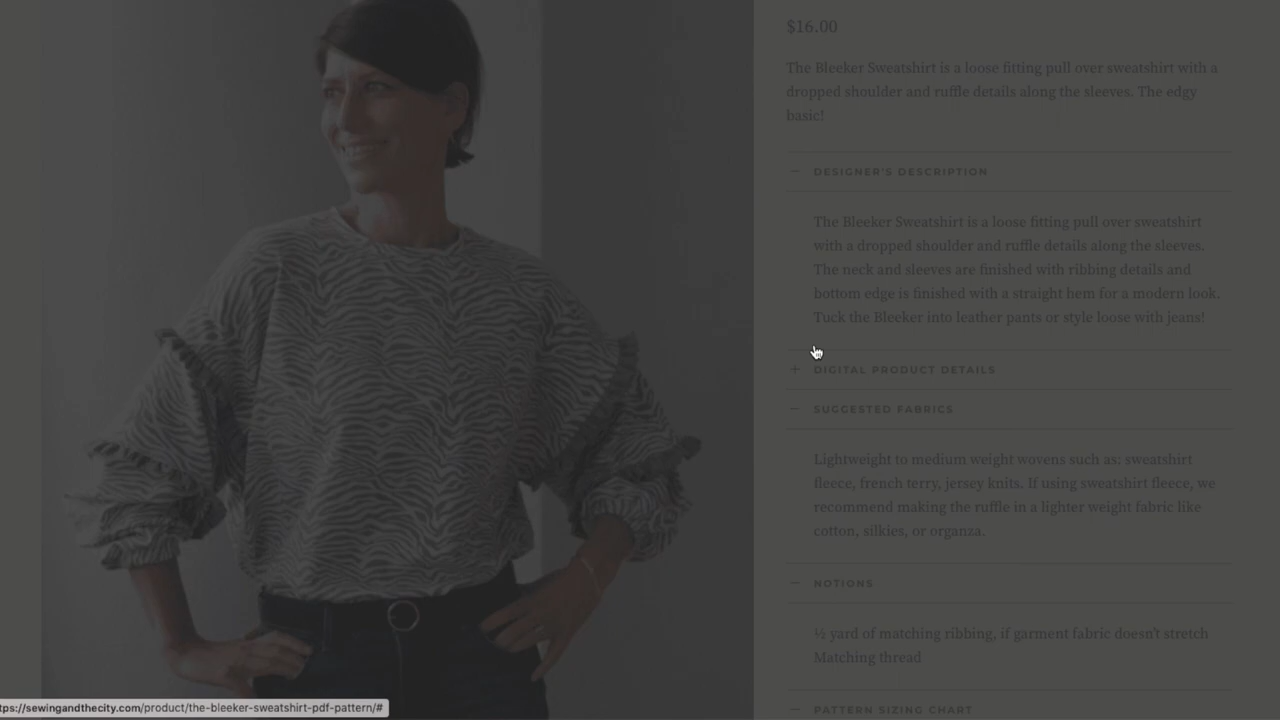 $16.00
The Bleeker Sweatshirt is a loose fitting pull over sweatshirt with a
dropped shoulder and ruffle details along the sleeves. The edgy
basic!
− DESIGNER'S DESCRIPTION
The Bleeker Sweatshirt is a loose fitting pull over sweatshirt
with a dropped shoulder and ruffle details along the sleeves.
The neck and sleeves are finished with ribbing details and
bottom edge is finished with a straight hem for a modern look.
Tuck the Bleeker into leather pants or style loose with jeans!
+ DIGITAL PRODUCT DETAILS
− SUGGESTED FABRICS
Lightweight to medium weight wovens such as: sweatshirt
fleece, french terry, jersey knits. If using sweatshirt fleece, we
recommend making the ruffle in a lighter weight fabric like
cotton, silkies, or organza.
− NOTIONS
½ yard of matching ribbing, if garment fabric doesn't stretch
Matching thread
− PATTERN SIZING CHART
tps://sewingandthecity.com/product/the-bleeker-sweatshirt-pdf-pattern/#